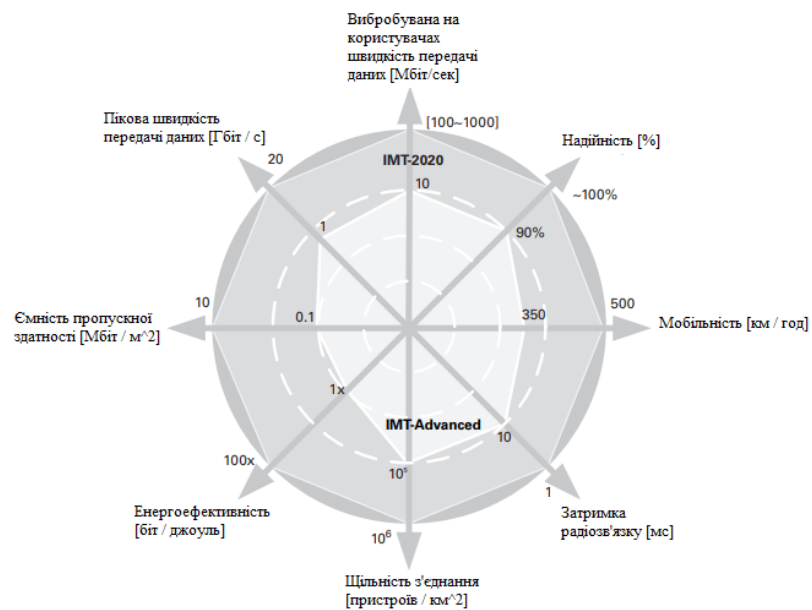 Вибробувана на
користувачах
швидкість передачі
даних [Мбіт/сек]
Пікова швидкість
передачі даних [Гбіт / с]
[100~1000]
Надійність [%]
20
IMT-2020
10
~100%
1
90%
10
0.1
350
500
Ємність пропускної
здатності [Мбіт / м^2]
Мобільність [км / год]
1x
IMT-Advanced
10
100x
10⁵
1
Енергоефективність
[біт / джоуль]
10⁶
Затримка
радіозв'язку [мс]
Щільність з'єднання
[пристроїв / км^2]